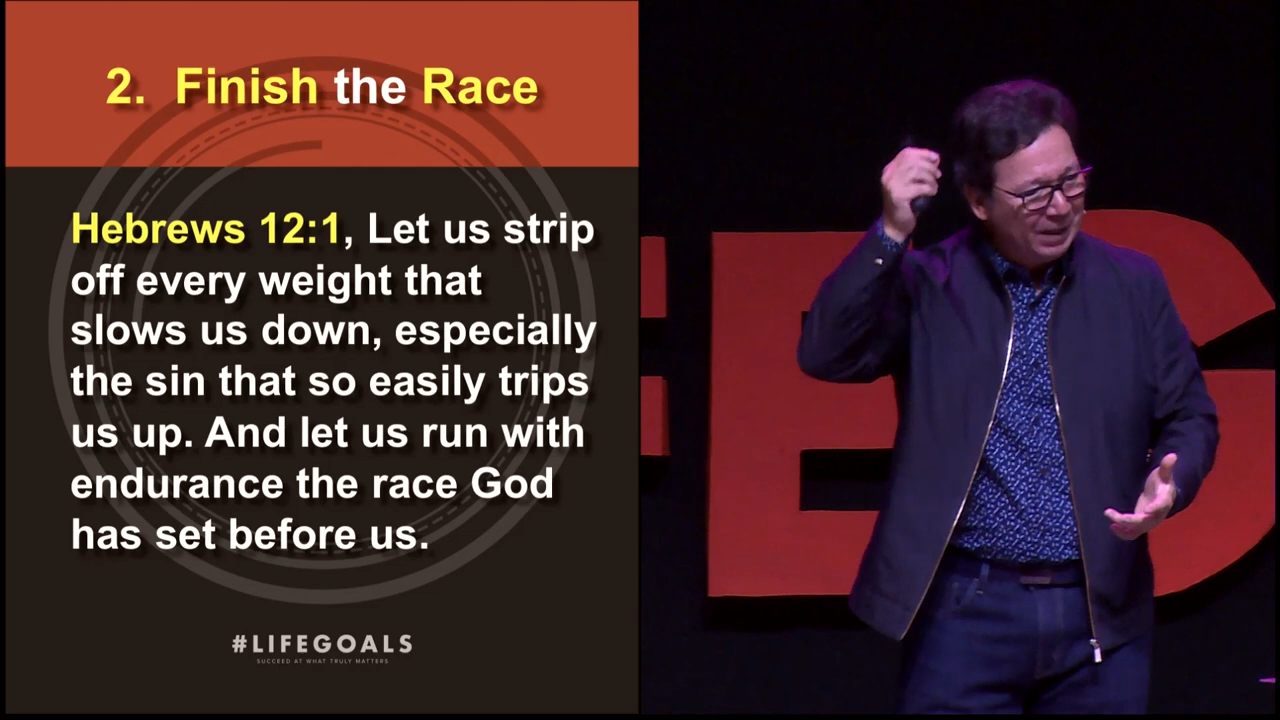 2. Finish the Race
Hebrews 12:1, Let us strip
off every weight that
slows us down, especially
the sin that so easily trips
us up. And let us run with
endurance the race God
has set before us.
#LIFEGOALS
SUCCEED AT WHAT TRULY MATTERS